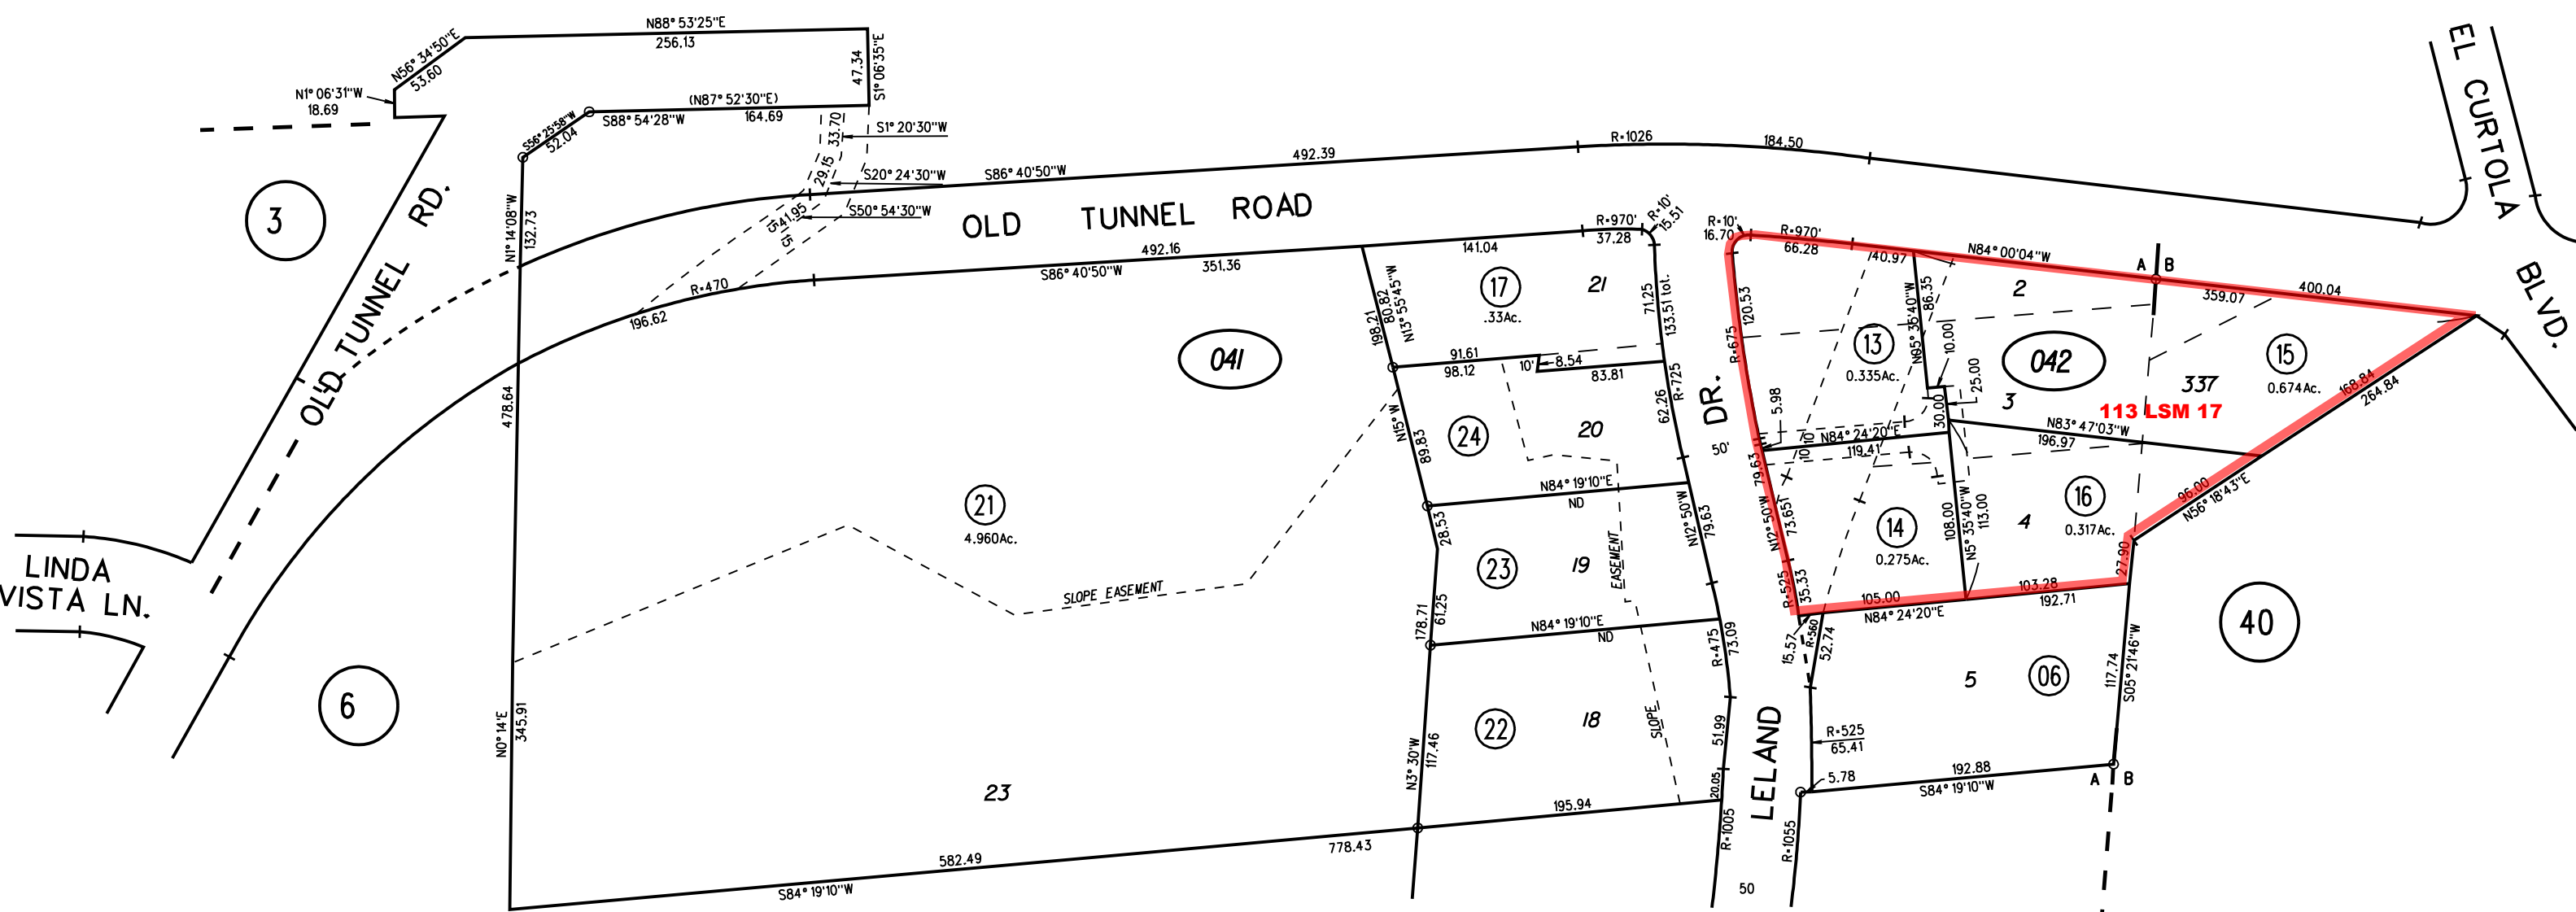 N88° 53'25"E
256.13
N56° 34'50"E
53.60
47.34
S1° 06'35"E
N1° 06'31"W
18.69
(N87° 52'30"E)
S88° 54'28"W
164.69
S56° 25'58"W
52.04
33.70
S1° 20'30"W
29.15
S20° 24'30"W
S50° 54'30"W
541.95
15
15
3
N1° 14'08"W
132.73
OLD TUNNEL RD.
492.39
S86° 40'50"W
R=1026
184.50
EL CURTOLA
BLVD.
OLD TUNNEL ROAD
492.16
S86° 40'50"W
351.36
141.04
R=970'
37.28
R=10'
15.51
R=10'
16.70
R=970'
66.28
40.97
N84° 00'04"W
A B
359.07
400.04
R=470
196.62
198.21
80.82
N13° 55'45"W
17
.33Ac.
21
71.25
133.51 tot.
120.53
R=675
86.35
N05° 35'40"W
10.00
2
13
0.335Ac.
042
15
0.674Ac.
337
041
91.61
98.12
10'
8.54
83.81
R=725
62.26
DR.
50'
5.98
25.00
30.00
3
113 LSM 17
168.84
264.84
N83° 47'03"W
196.97
N15° W
89.83
24
20
N84° 24'20"E
119.41
10
10
79.63
478.64
21
4.960Ac.
N84° 19'10"E
ND
N12° 50'W
79.63
N12° 50'W
73.65
14
0.275Ac.
108.00
N5° 35'40"W
113.00
4
16
0.317Ac.
96.00
N56° 18'43"E
27.90
28.53
23
19
EASEMENT
SLOPE EASEMENT
LINDA
VISTA LN.
R=525
35.33
105.00
N84° 24'20"E
103.28
192.71
178.71
61.25
N84° 19'10"E
ND
R=475
73.09
15.57
R=560
52.74
40
6
N0° 14'E
345.91
5
06
117.74
S05° 21'46"W
22
18
SLOPE
51.99
LELAND
R=525
65.41
N3° 30'W
117.46
20.05
5.78
192.88
S84° 19'10"W
A B
23
195.94
R=1005
R=1055
50
582.49
778.43
S84° 19'10"W